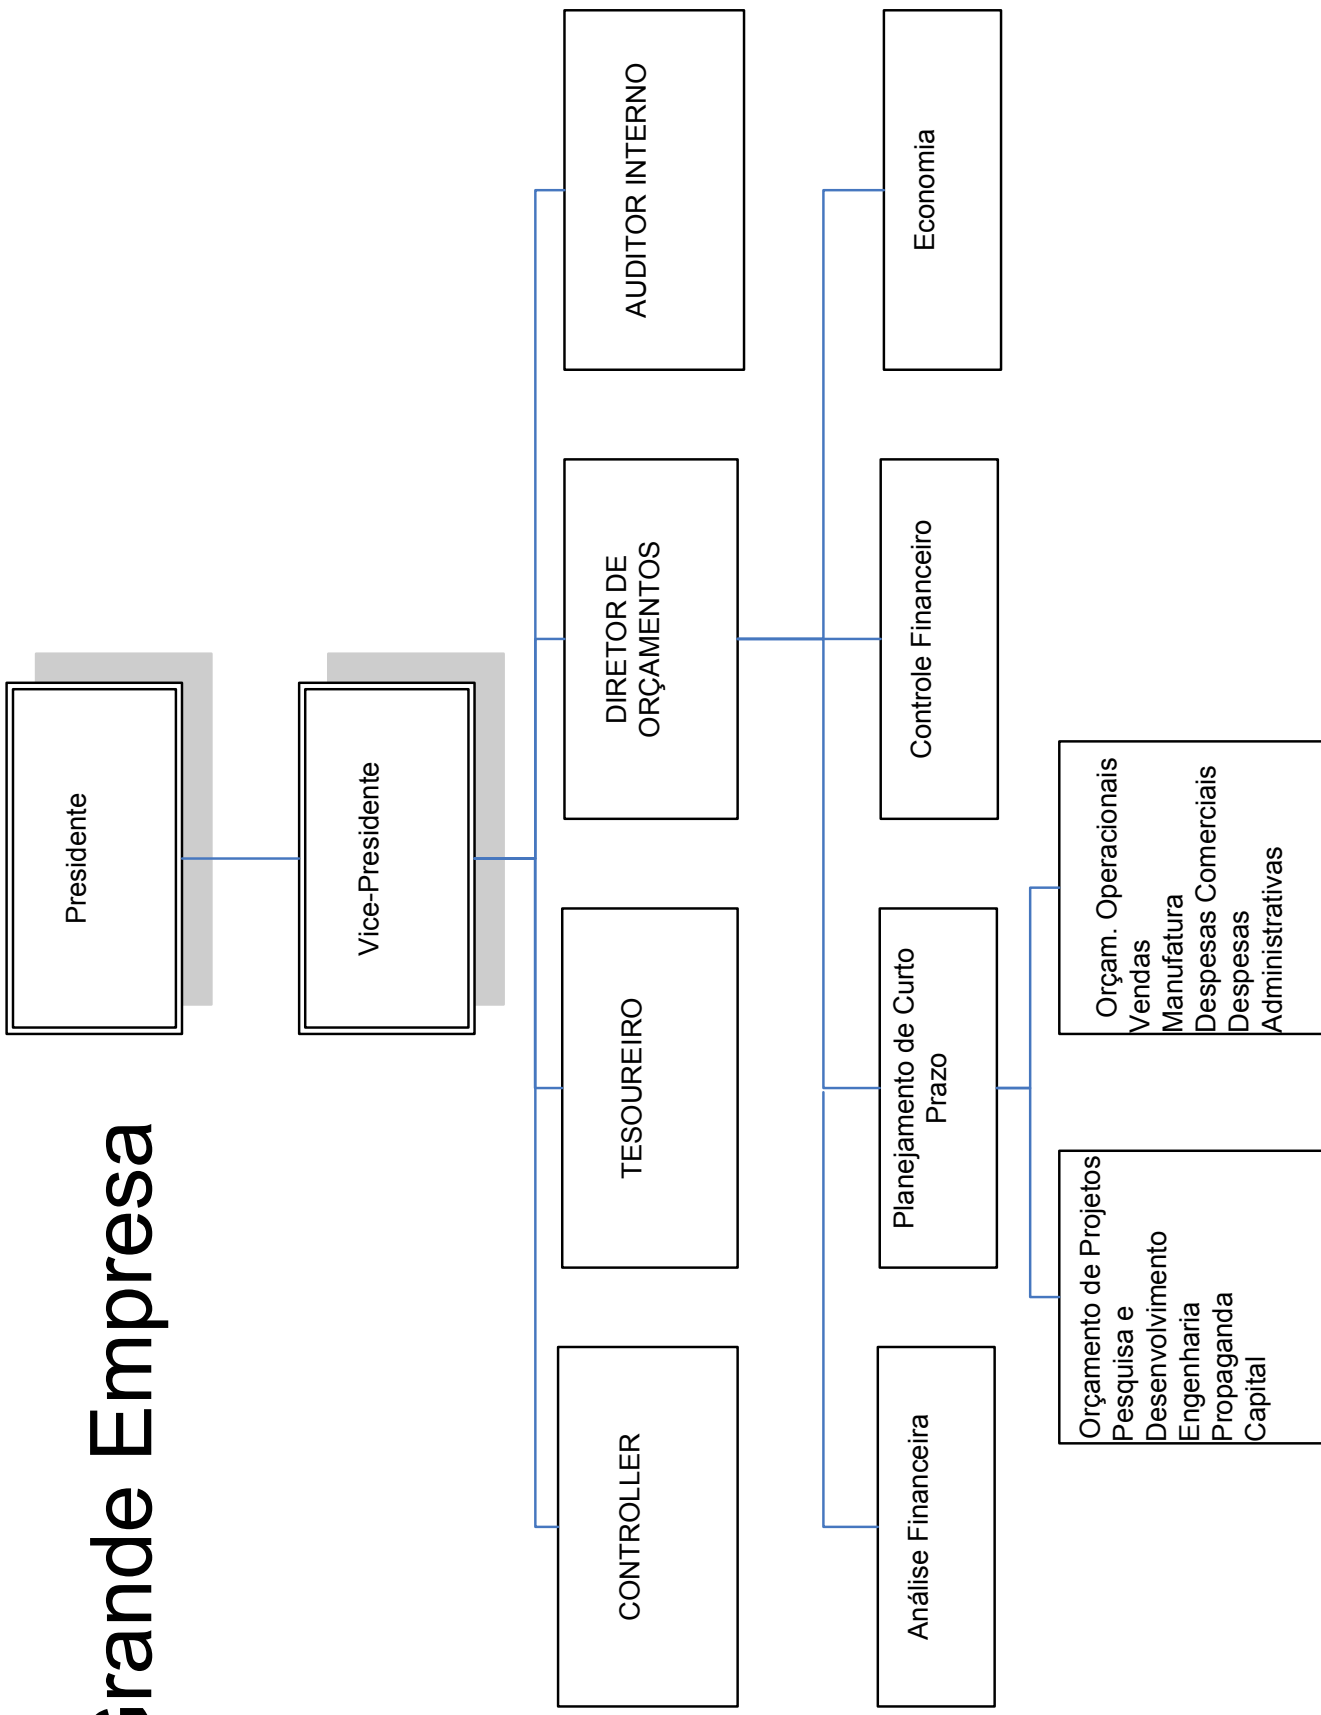 Grande Empresa
Presidente
Vice-Presidente
CONTROLLER
TESOUREIRO
DIRETOR DE
ORÇAMENTOS
AUDITOR INTERNO
Análise Financeira
Planejamento de Curto
Prazo
Controle Financeiro
Economia
Orçamento de Projetos
Pesquisa e
Desenvolvimento
Engenharia
Propaganda
Capital
Orçam. Operacionais
Vendas
Manufatura
Despesas Comerciais
Despesas
Administrativas